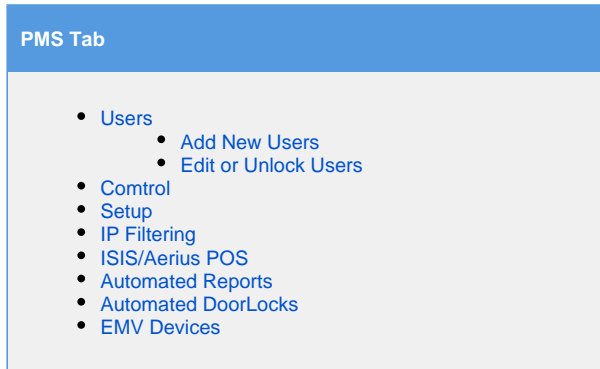 PMS Tab
Users
Add New Users
Edit or Unlock Users
Comtrol
Setup
IP Filtering
ISIS/Aerius POS
Automated Reports
Automated DoorLocks
EMV Devices